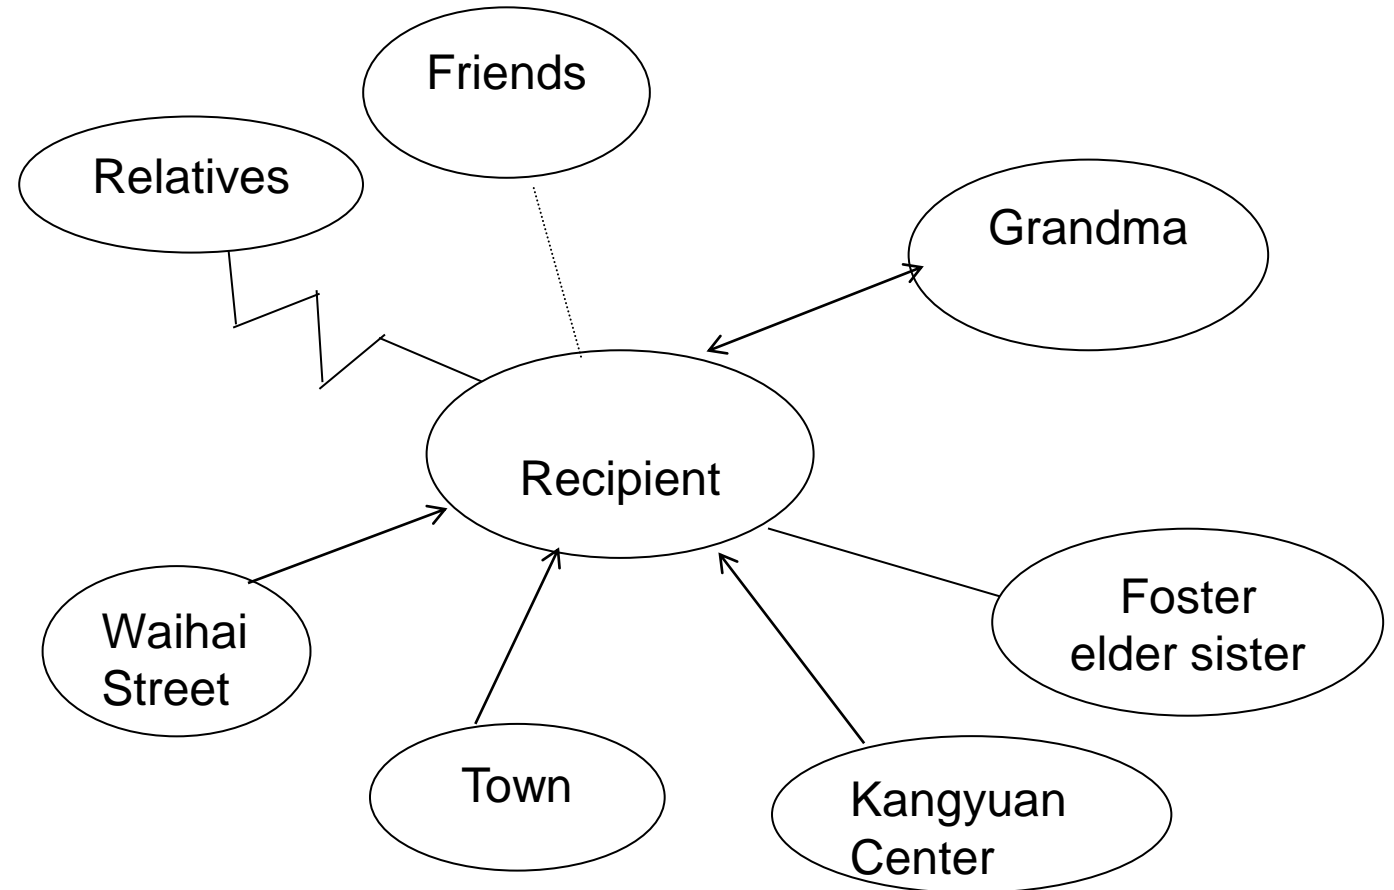 Friends
Relatives
Grandma
Recipient
Foster
elder sister
Waihai
Street
Town
Kangyuan
Center